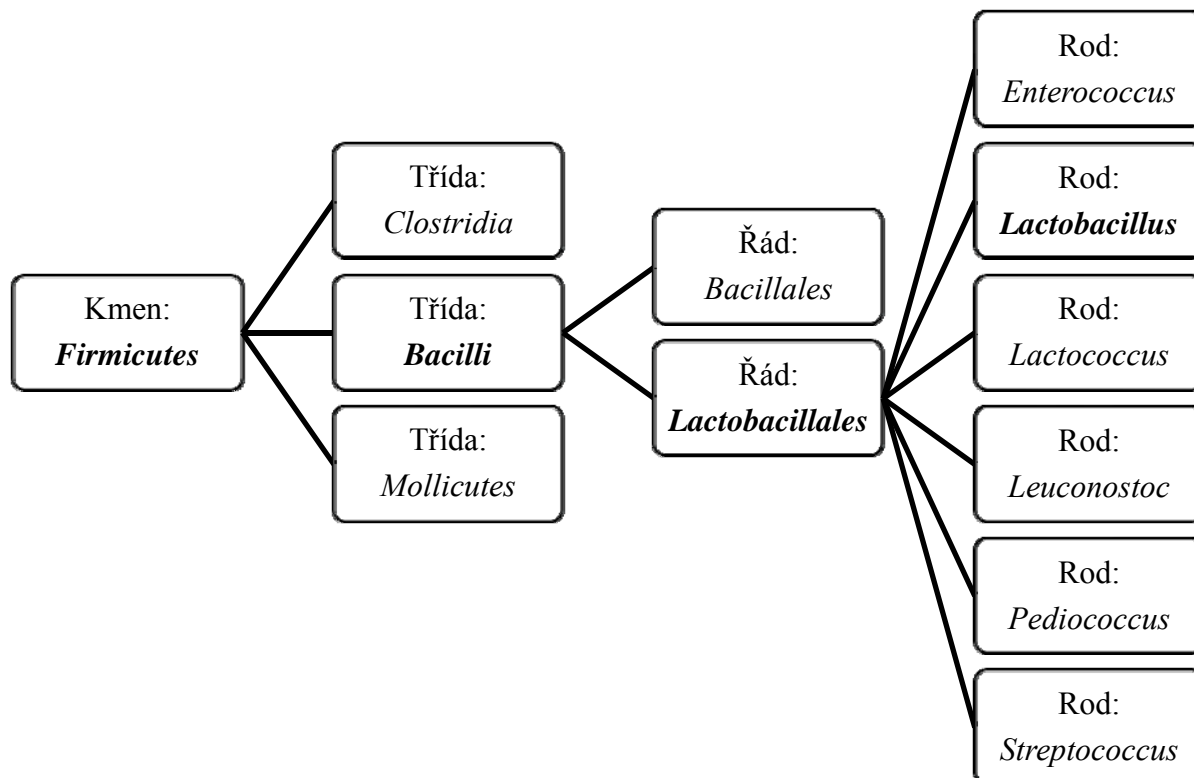 Kmen:
Firmicutes
Třída:
Clostridia
Třída:
Bacilli
Třída:
Mollicutes
Řád:
Bacillales
Řád:
Lactobacillales
Rod:
Enterococcus
Rod:
Lactobacillus
Rod:
Lactococcus
Rod:
Leuconostoc
Rod:
Pediococcus
Rod:
Streptococcus